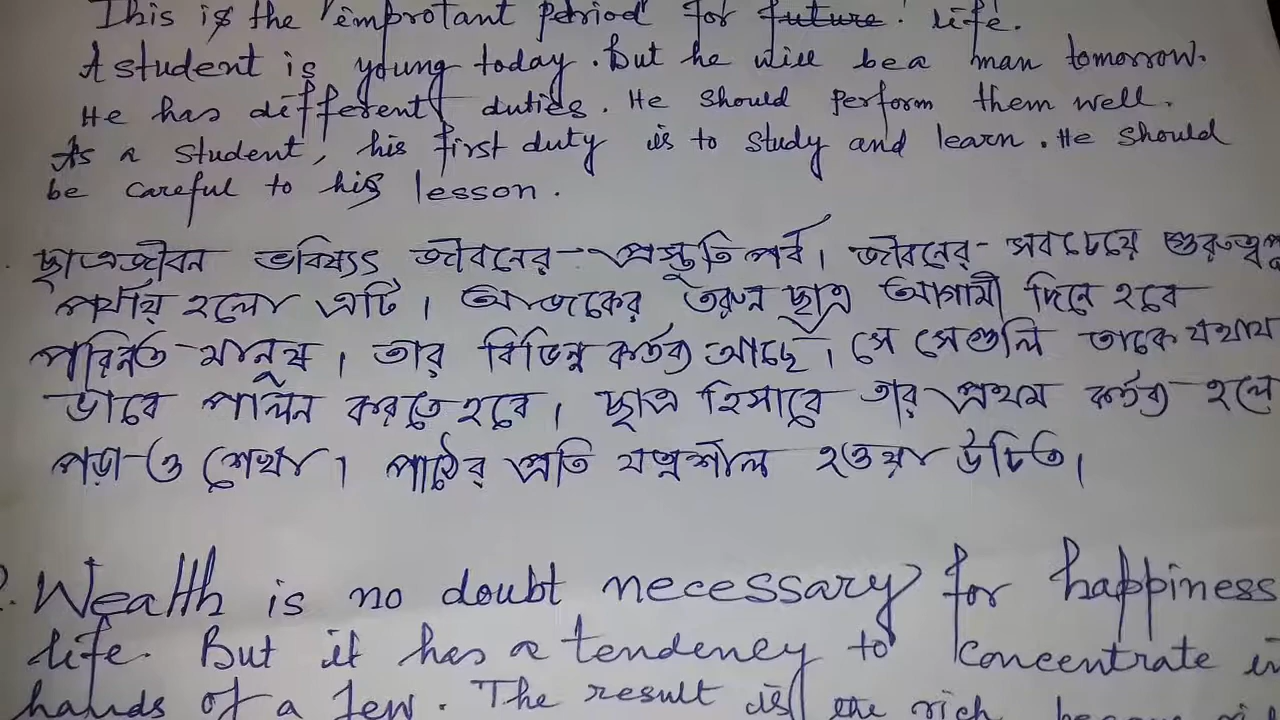 This is the emprotant period for future life.
A student is young today. But he will be a man tomorrow.
He has different duties. He should perform them well.
As a student, his first duty is to study and learn. He should
be careful to his lesson.
ছাত্রজীবন ভবিষ্যৎ জীবনের প্রস্তুতি পর্ব। জীবনের সবচেয়ে গুরুত্বপূ
পর্যায় হলো এটি। আজকের তরুন ছাত্র আগামী দিনে হবে
পরিনত মানুষ। তার বিভিন্ন কর্তব্য আছে। সে সেগুলি তাকে যথাযথ
ভাবে পালন করতে হবে। ছাত্র হিসাবে তার প্রথম কর্তব্য হলো
পড়া ও শেখা। পাঠের প্রতি যত্নশীল হওয়া উচিত।
Wealth is no doubt necessary for happiness
life. But it has a tendency to concentrate in
hands of a few. The result is the rich